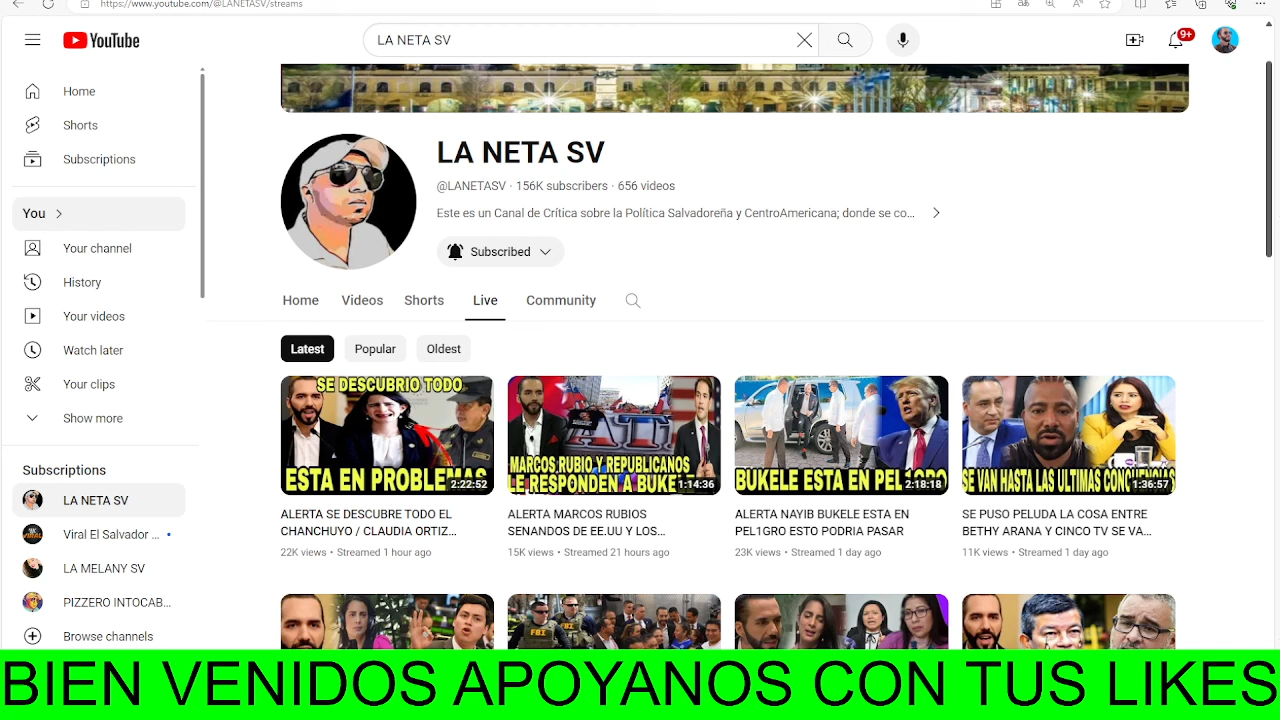 https://www.youtube.com/@LANETASV/streams
YouTube
LA NETA SV
9+
Home
Shorts
Subscriptions
You
Your channel
History
Your videos
Watch later
Your clips
Show more
Subscriptions
LA NETA SV
Viral El Salvador ...
LA MELANY SV
PIZZERO INTOCAB...
Browse channels
LA NETA SV
@LANETASV · 156K subscribers · 656 videos
Este es un Canal de Crítica sobre la Política Salvadoreña y CentroAmericana; donde se co...
Subscribed
Home Videos Shorts Live Community
Latest Popular Oldest
SE DESCUBRIO TODO
ESTA EN PROBLEMAS
2:22:52
ALERTA SE DESCUBRE TODO EL
CHANCHUYO / CLAUDIA ORTIZ...
22K views • Streamed 1 hour ago
MARCOS RUBIO Y REPUBLICANOS
LE RESPONDEN A BUKELE
1:14:36
ALERTA MARCOS RUBIOS
SENANDOS DE EE.UU Y LOS...
15K views • Streamed 21 hours ago
BUKELE ESTA EN PEL1GRO
2:18:18
ALERTA NAYIB BUKELE ESTA EN
PEL1GRO ESTO PODRIA PASAR
23K views • Streamed 1 day ago
SE VAN HASTA LAS ULTIMAS
1:36:57
SE PUSO PELUDA LA COSA ENTRE
BETHY ARANA Y CINCO TV SE VA...
11K views • Streamed 1 day ago
FBI
BIEN VENIDOS APOYANOS CON TUS LIKES